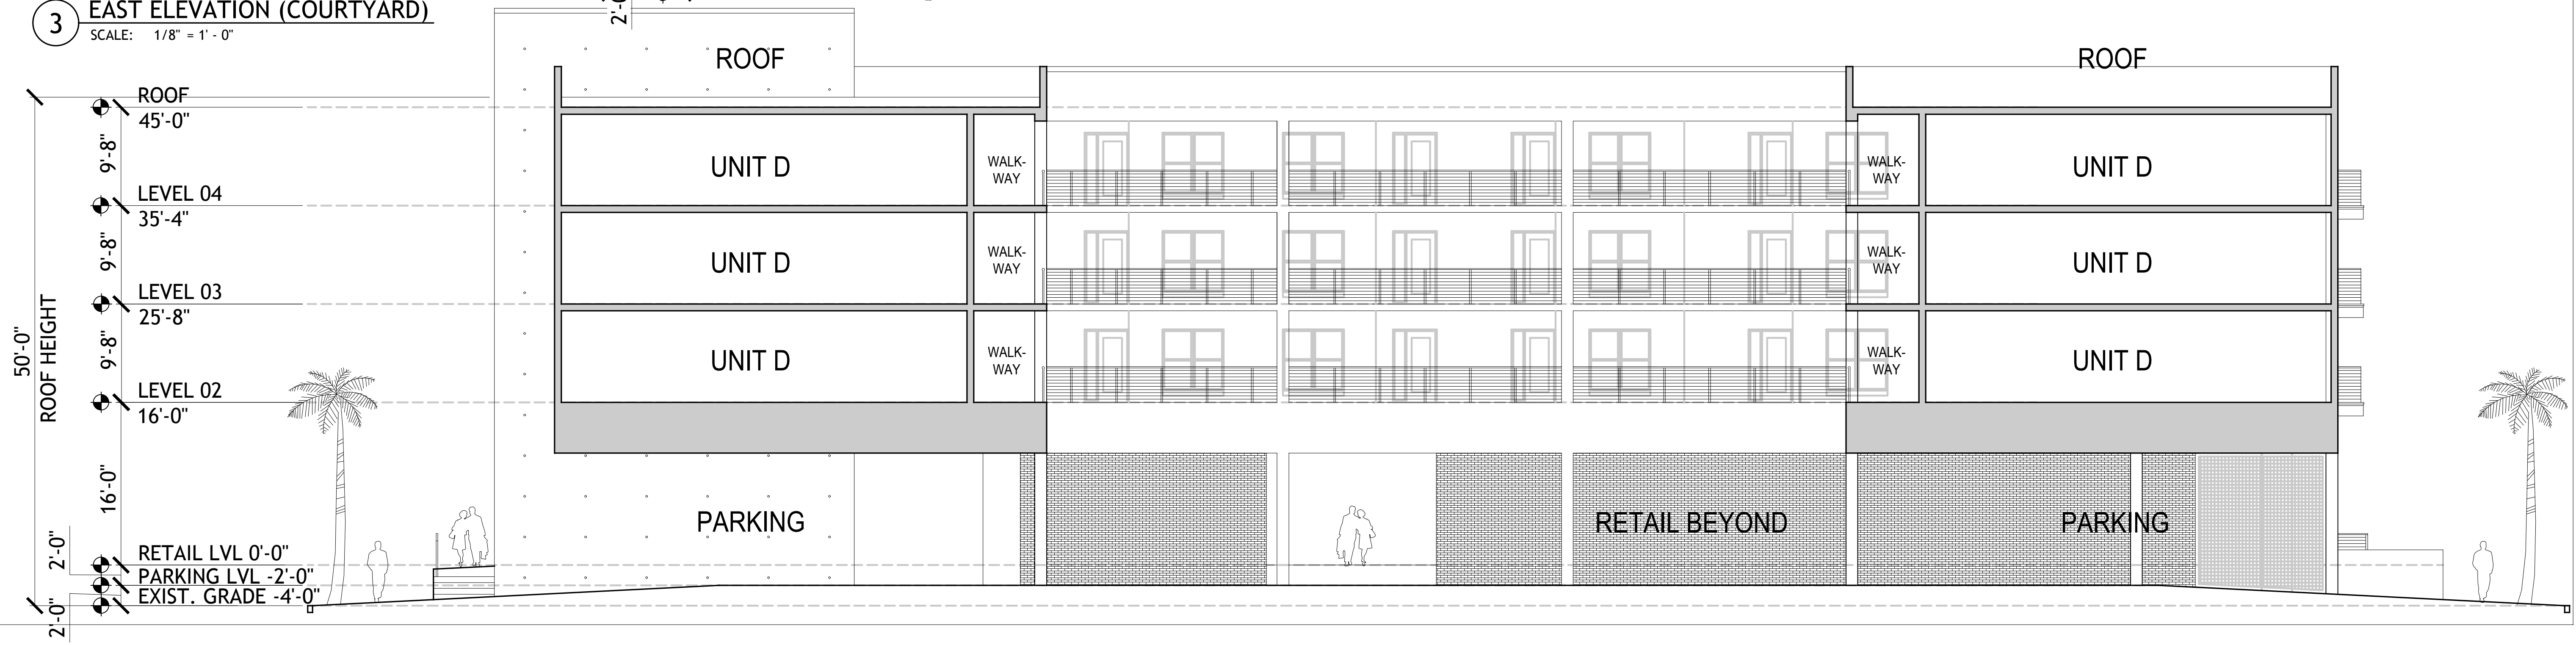 3
EAST ELEVATION (COURTYARD)
SCALE: 1/8" = 1' - 0"
ROOF
ROOF
ROOF
45'-0"
9'-8"
UNIT D
WALK-
WAY
WALK-
WAY
UNIT D
LEVEL 04
35'-4"
9'-8"
UNIT D
WALK-
WAY
WALK-
WAY
UNIT D
LEVEL 03
25'-8"
50'-0"
ROOF HEIGHT
9'-8"
UNIT D
WALK-
WAY
WALK-
WAY
UNIT D
LEVEL 02
16'-0"
16'-0"
PARKING
RETAIL BEYOND
PARKING
2'-0"
RETAIL LVL 0'-0"
PARKING LVL -2'-0"
EXIST. GRADE -4'-0"
2'-0"